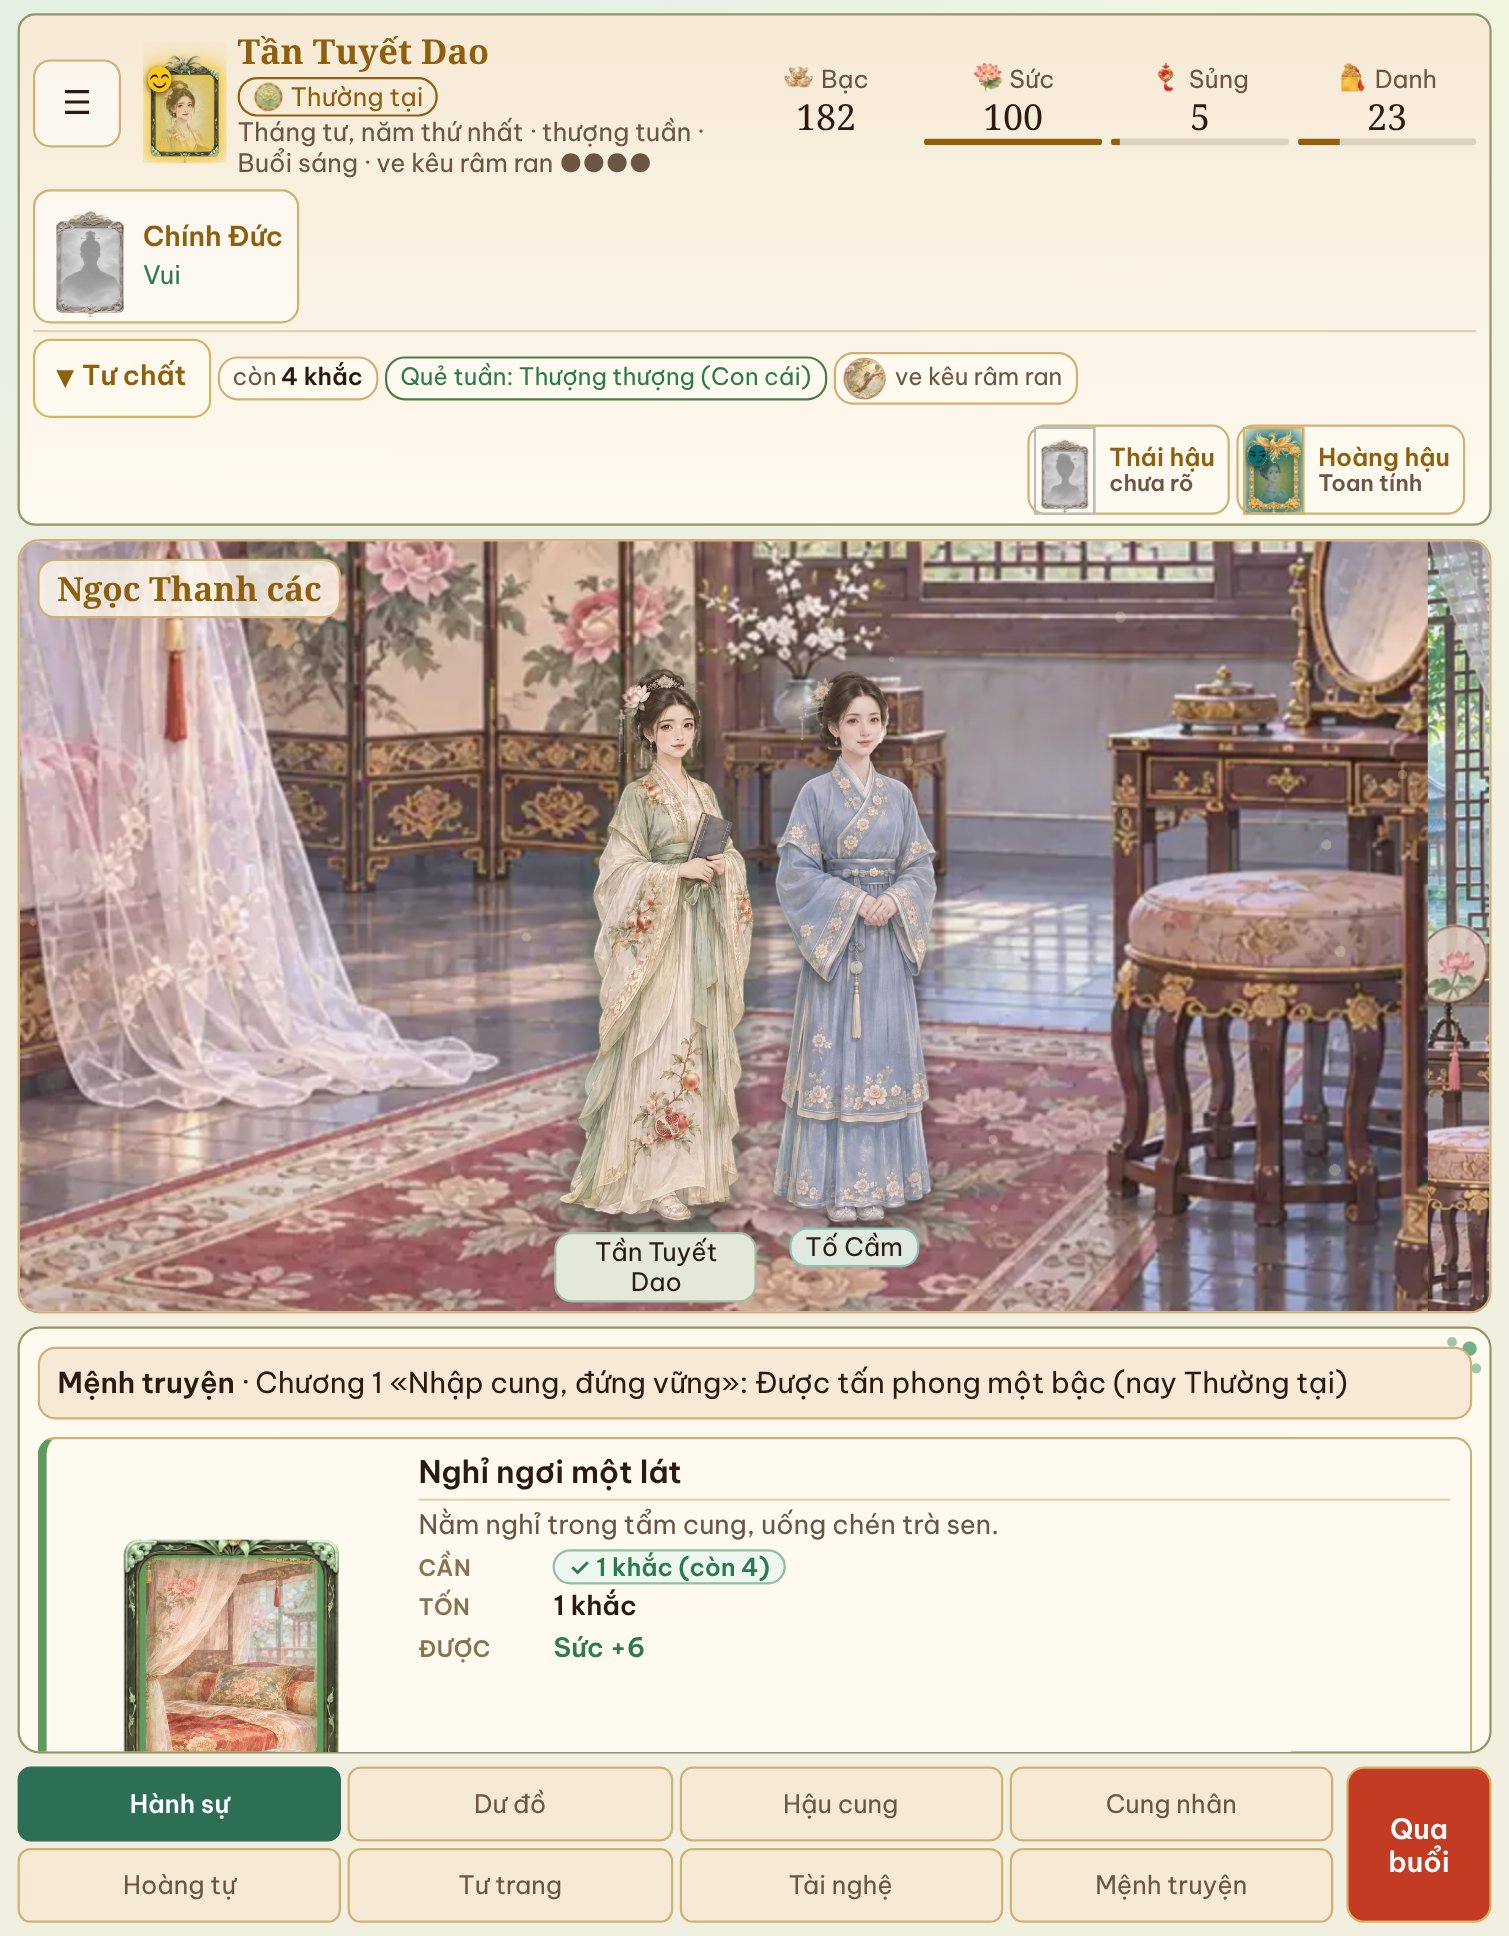 ☰
Tần Tuyết Dao
Thường tại
Tháng tư, năm thứ nhất · thượng tuần ·
Buổi sáng · ve kêu râm ran ●●●●
Bạc
182
Sức
100
Sủng
5
Danh
23
Chính Đức
Vui
▼ Tư chất
còn 4 khắc
Quẻ tuần: Thượng thượng (Con cái)
ve kêu râm ran
Thái hậu
chưa rõ
Hoàng hậu
Toan tính
Ngọc Thanh các
Tần Tuyết
Dao
Tố Cầm
Mệnh truyện · Chương 1 «Nhập cung, đứng vững»: Được tấn phong một bậc (nay Thường tại)
Nghỉ ngơi một lát
Nằm nghỉ trong tẩm cung, uống chén trà sen.
CẦN
✓ 1 khắc (còn 4)
TỐN
1 khắc
ĐƯỢC
Sức +6
Hành sự
Dư đồ
Hậu cung
Cung nhân
Qua
buổi
Hoàng tự
Tư trang
Tài nghệ
Mệnh truyện